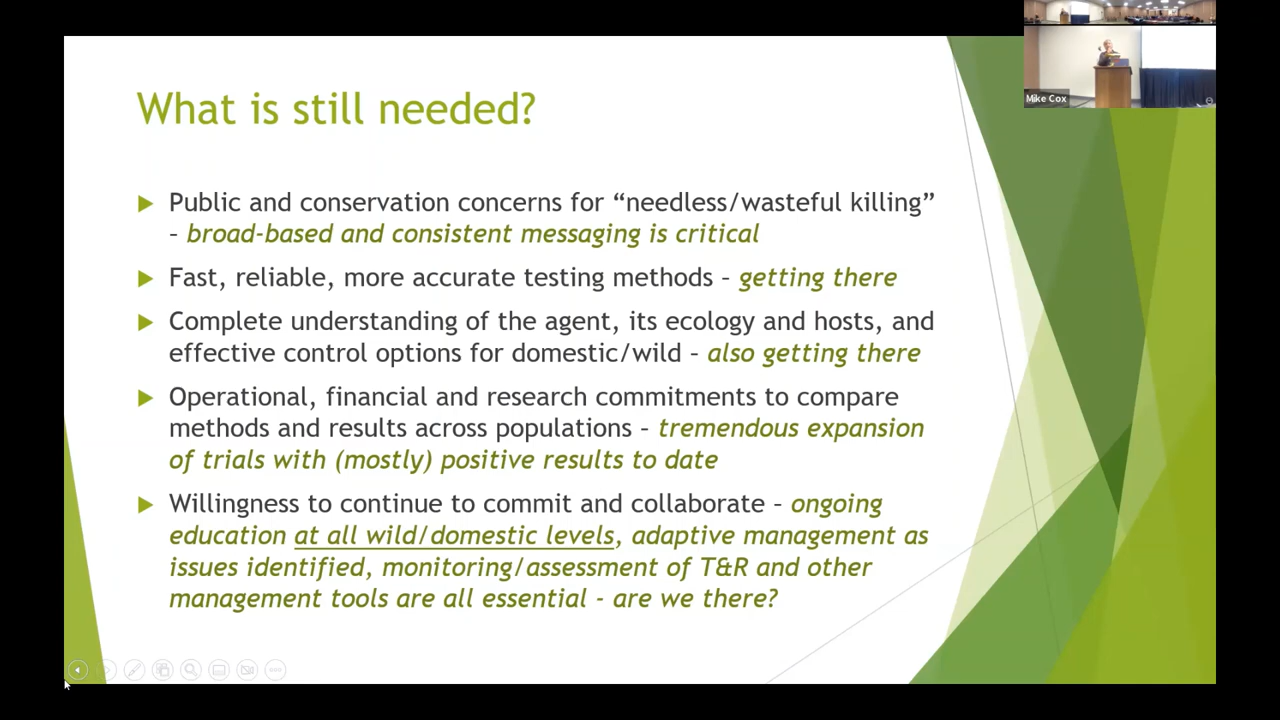 What is still needed?
Public and conservation concerns for “needless/wasteful killing”
– broad-based and consistent messaging is critical
Fast, reliable, more accurate testing methods – getting there
Complete understanding of the agent, its ecology and hosts, and
effective control options for domestic/wild – also getting there
Operational, financial and research commitments to compare
methods and results across populations – tremendous expansion
of trials with (mostly) positive results to date
Willingness to continue to commit and collaborate – ongoing
education at all wild/domestic levels, adaptive management as
issues identified, monitoring/assessment of T&R and other
management tools are all essential - are we there?
Mike Cox